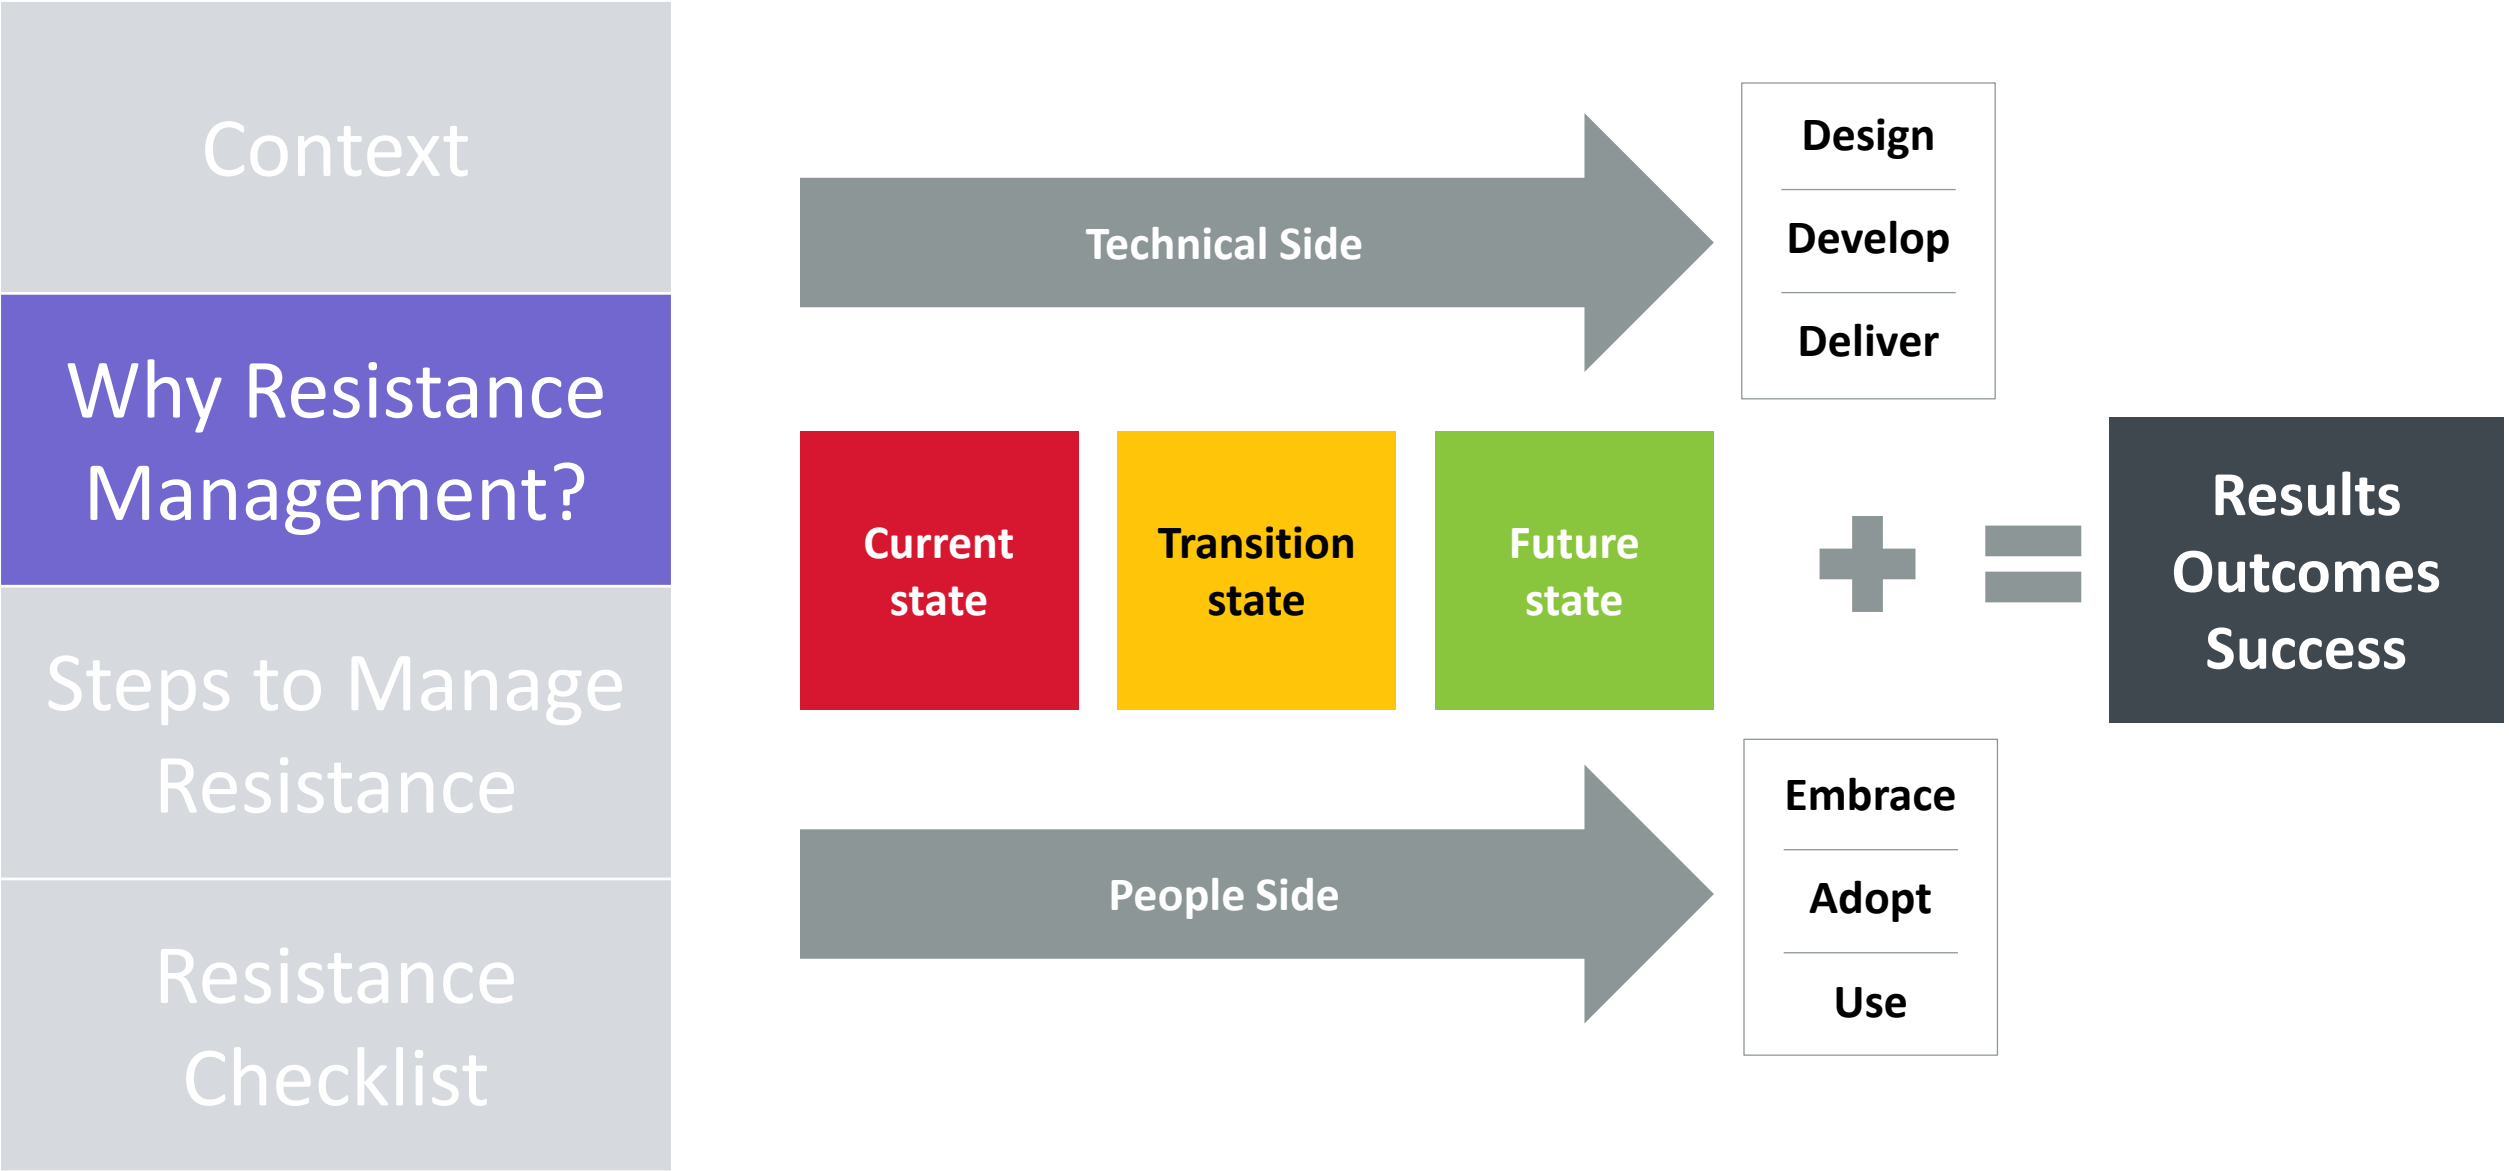 Context
Why Resistance
Management?
Steps to Manage
Resistance
Resistance
Checklist
Technical Side
Design
Develop
Deliver
Current
state
Transition
state
Future
state
Results
Outcomes
Success
People Side
Embrace
Adopt
Use